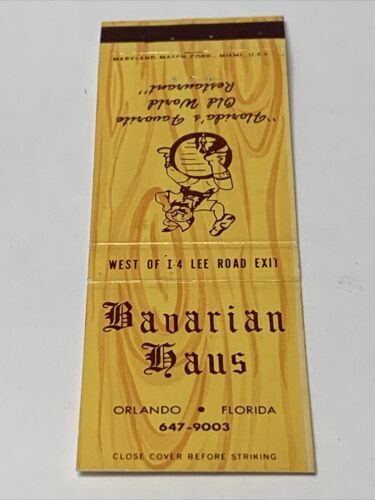 MARYLAND MATCH CORP., MIAMI, U.S.A.
"Florida's Favorite
Old World
Restaurant"
WEST OF I-4 LEE ROAD EXIT
Bavarian
Haus
ORLANDO • FLORIDA
647-9003
CLOSE COVER BEFORE STRIKING